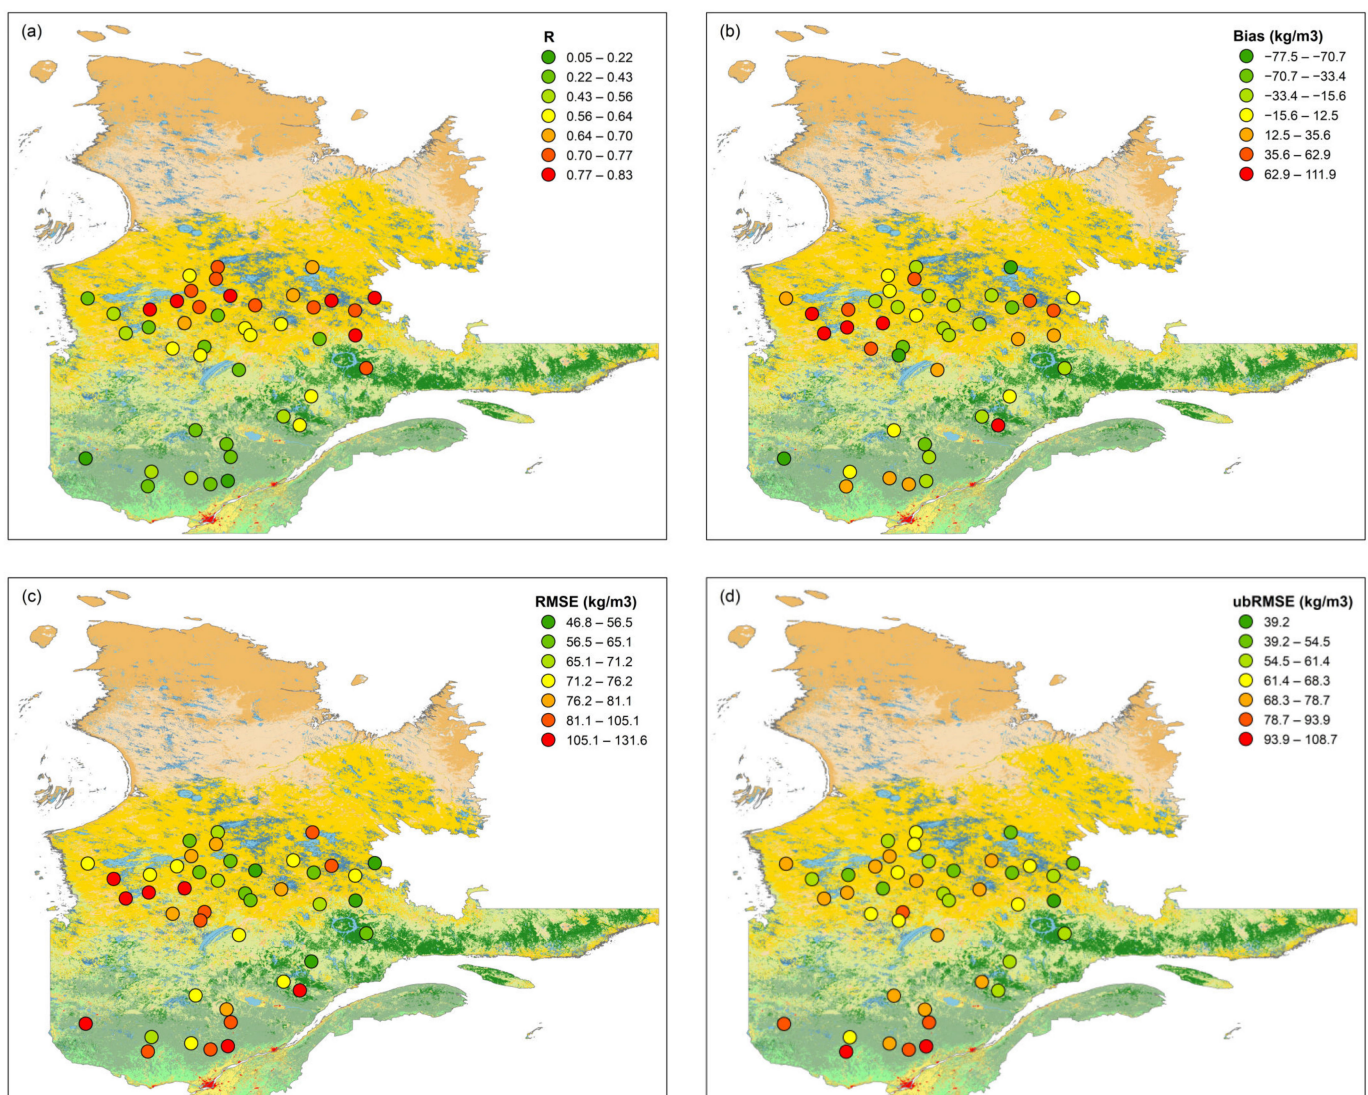 (a)
R
0.05 – 0.22
0.22 – 0.43
0.43 – 0.56
0.56 – 0.64
0.64 – 0.70
0.70 – 0.77
0.77 – 0.83
(b)
Bias (kg/m3)
−77.5 – −70.7
−70.7 – −33.4
−33.4 – −15.6
−15.6 – 12.5
12.5 – 35.6
35.6 – 62.9
62.9 – 111.9
(c)
RMSE (kg/m3)
46.8 – 56.5
56.5 – 65.1
65.1 – 71.2
71.2 – 76.2
76.2 – 81.1
81.1 – 105.1
105.1 – 131.6
(d)
ubRMSE (kg/m3)
39.2
39.2 – 54.5
54.5 – 61.4
61.4 – 68.3
68.3 – 78.7
78.7 – 93.9
93.9 – 108.7